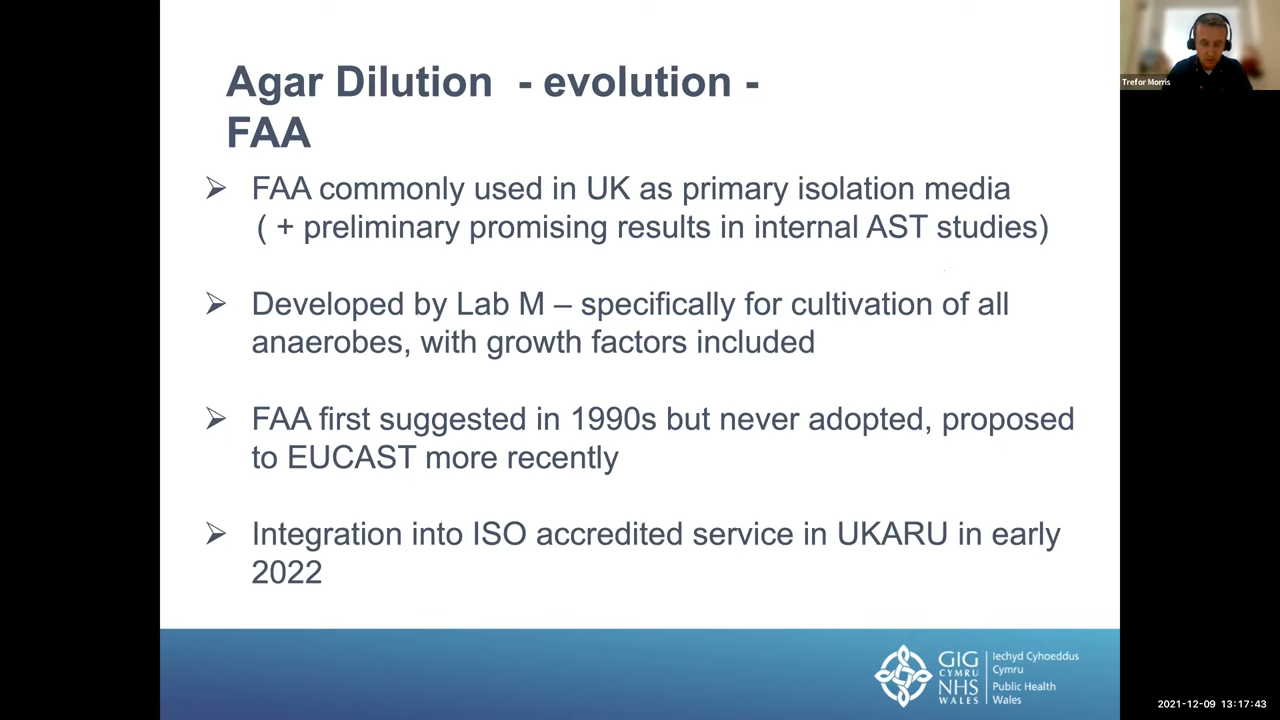 Agar Dilution - evolution -
FAA
FAA commonly used in UK as primary isolation media
( + preliminary promising results in internal AST studies)
Developed by Lab M – specifically for cultivation of all
anaerobes, with growth factors included
FAA first suggested in 1990s but never adopted, proposed
to EUCAST more recently
Integration into ISO accredited service in UKARU in early
2022
GIG
CYMRU
NHS
WALES
Iechyd Cyhoeddus
Cymru
Public Health
Wales
Trefor Morris
2021-12-09 13:17:43